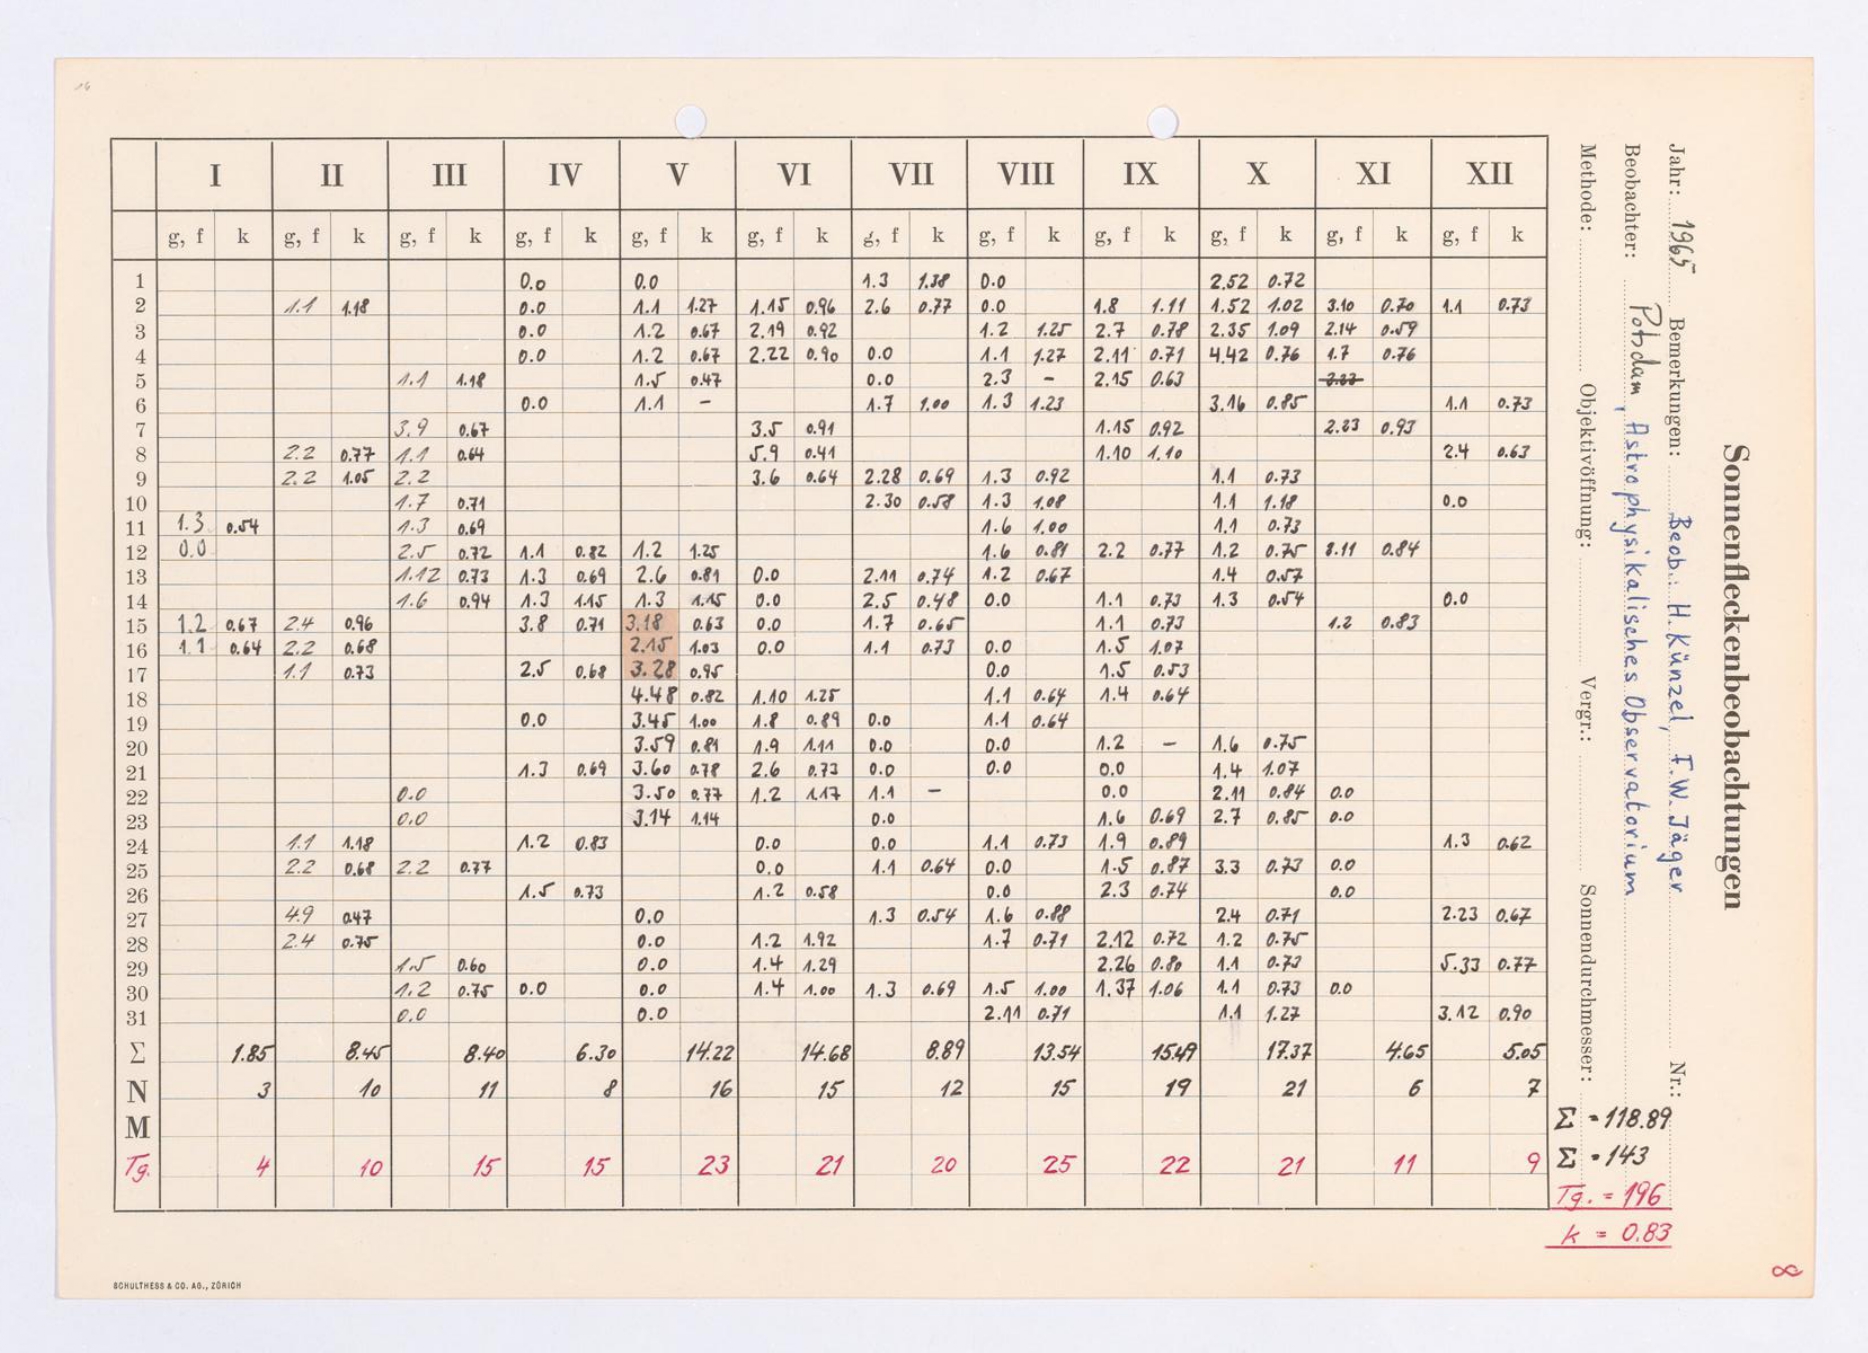 16
I II III IV V VI VII VIII IX X XI XII
g, f k g, f k g, f k g, f k g, f k g, f k g, f k g, f k g, f k g, f k g, f k g, f k
1 0.0 0.0 1.3 1.38 0.0 2.52 0.72
2 1.1 1.18 0.0 1.1 1.27 1.15 0.96 2.6 0.77 0.0 1.8 1.11 1.52 1.02 3.10 0.70 1.1 0.73
3 0.0 1.2 0.67 2.19 0.92 1.2 1.25 2.7 0.78 2.35 1.09 2.14 0.59
4 0.0 1.2 0.67 2.22 0.90 0.0 1.1 1.27 2.11 0.71 4.42 0.76 1.7 0.76
5 1.1 1.18 1.5 0.47 0.0 2.3 – 2.15 0.63
6 0.0 1.1 – 1.7 1.00 1.3 1.23 3.16 0.85 1.1 0.73
7 3.9 0.67 3.5 0.91 1.15 0.92 2.23 0.93
8 2.2 0.77 1.1 0.64 5.9 0.41 1.10 1.10 2.4 0.63
9 2.2 1.05 2.2 3.6 0.64 2.28 0.69 1.3 0.92 1.1 0.73
10 1.7 0.71 2.30 0.58 1.3 1.08 1.1 1.18 0.0
11 1.3 0.54 1.3 0.69 1.6 1.00 1.1 0.73
12 0.0 2.5 0.72 1.1 0.82 1.2 1.25 1.6 0.81 2.2 0.77 1.2 0.75 0.84
13 1.12 0.73 1.3 0.69 2.6 0.81 0.0 2.11 0.74 1.2 0.67 1.4 0.57
14 1.6 0.94 1.3 1.15 1.3 1.15 0.0 2.5 0.48 0.0 1.1 0.73 1.3 0.54 0.0
15 1.2 0.67 2.4 0.96 3.8 0.71 3.18 0.63 0.0 1.7 0.65 1.1 0.73 1.2 0.83
16 1.1 0.64 2.2 0.68 2.15 1.03 0.0 1.1 0.73 0.0 1.5 1.07
17 1.1 0.73 2.5 0.68 3.28 0.95 0.0 1.5 0.53
18 4.48 0.82 1.10 1.25 1.1 0.64 1.4 0.64
19 0.0 3.45 1.00 1.8 0.89 0.0 1.1 0.64
20 3.59 0.81 1.9 1.11 0.0 0.0 1.2 – 1.6 0.75
21 1.3 0.69 3.60 0.78 2.6 0.73 0.0 0.0 0.0 1.4 1.07
22 0.0 3.50 0.77 1.2 1.17 1.1 – 0.0 2.11 0.84 0.0
23 0.0 3.14 1.14 0.0 1.6 0.69 2.7 0.85 0.0
24 1.1 1.18 1.2 0.83 0.0 0.0 1.1 0.73 1.9 0.89 1.3 0.62
25 2.2 0.68 2.2 0.77 0.0 1.1 0.64 0.0 1.5 0.87 3.3 0.73 0.0
26 1.5 0.73 1.2 0.58 0.0 2.3 0.74 0.0
27 4.9 0.47 0.0 1.3 0.54 1.6 0.88 2.4 0.71 2.23 0.67
28 2.4 0.75 0.0 1.2 1.92 1.7 0.71 2.12 0.72 1.2 0.75
29 1.5 0.60 0.0 1.4 1.29 2.26 0.80 1.1 0.73 5.33 0.77
30 1.2 0.75 0.0 0.0 1.4 1.00 1.3 0.69 1.5 1.00 1.37 1.06 1.1 0.73 0.0
31 0.0 0.0 2.11 0.71 1.1 1.27 3.12 0.90
Σ 1.85 8.45 8.40 6.30 14.22 14.68 8.89 13.54 15.49 17.37 4.65 5.05
N 3 10 11 8 16 15 12 15 19 21 6 7
M
Tg. 4 10 15 15 23 21 20 25 22 21 11 9
Sonnenfleckenbeobachtungen
Jahr: 1965 Bemerkungen: Beob.: H. Künzel, F.W. Jäger Nr.:
Beobachter: Potsdam, Astrophysikalisches Observatorium
Methode: Objektivöffnung: Vergr.: Sonnendurchmesser:
Σ = 118.89
Σ = 143
Tg. = 196
k = 0.83
SCHULTHESS & CO. AG., ZÜRICH